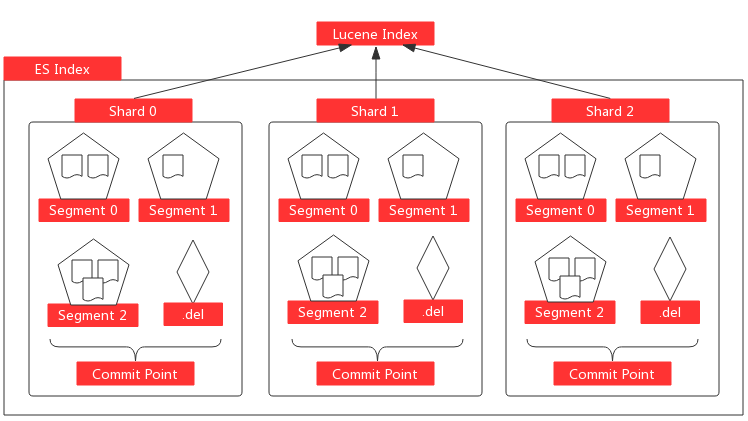 Lucene Index
ES Index
Shard 0
Shard 1
Shard 2
Segment 0
Segment 1
Segment 0
Segment 1
Segment 0
Segment 1
Segment 2
.del
Segment 2
.del
Segment 2
.del
Commit Point
Commit Point
Commit Point